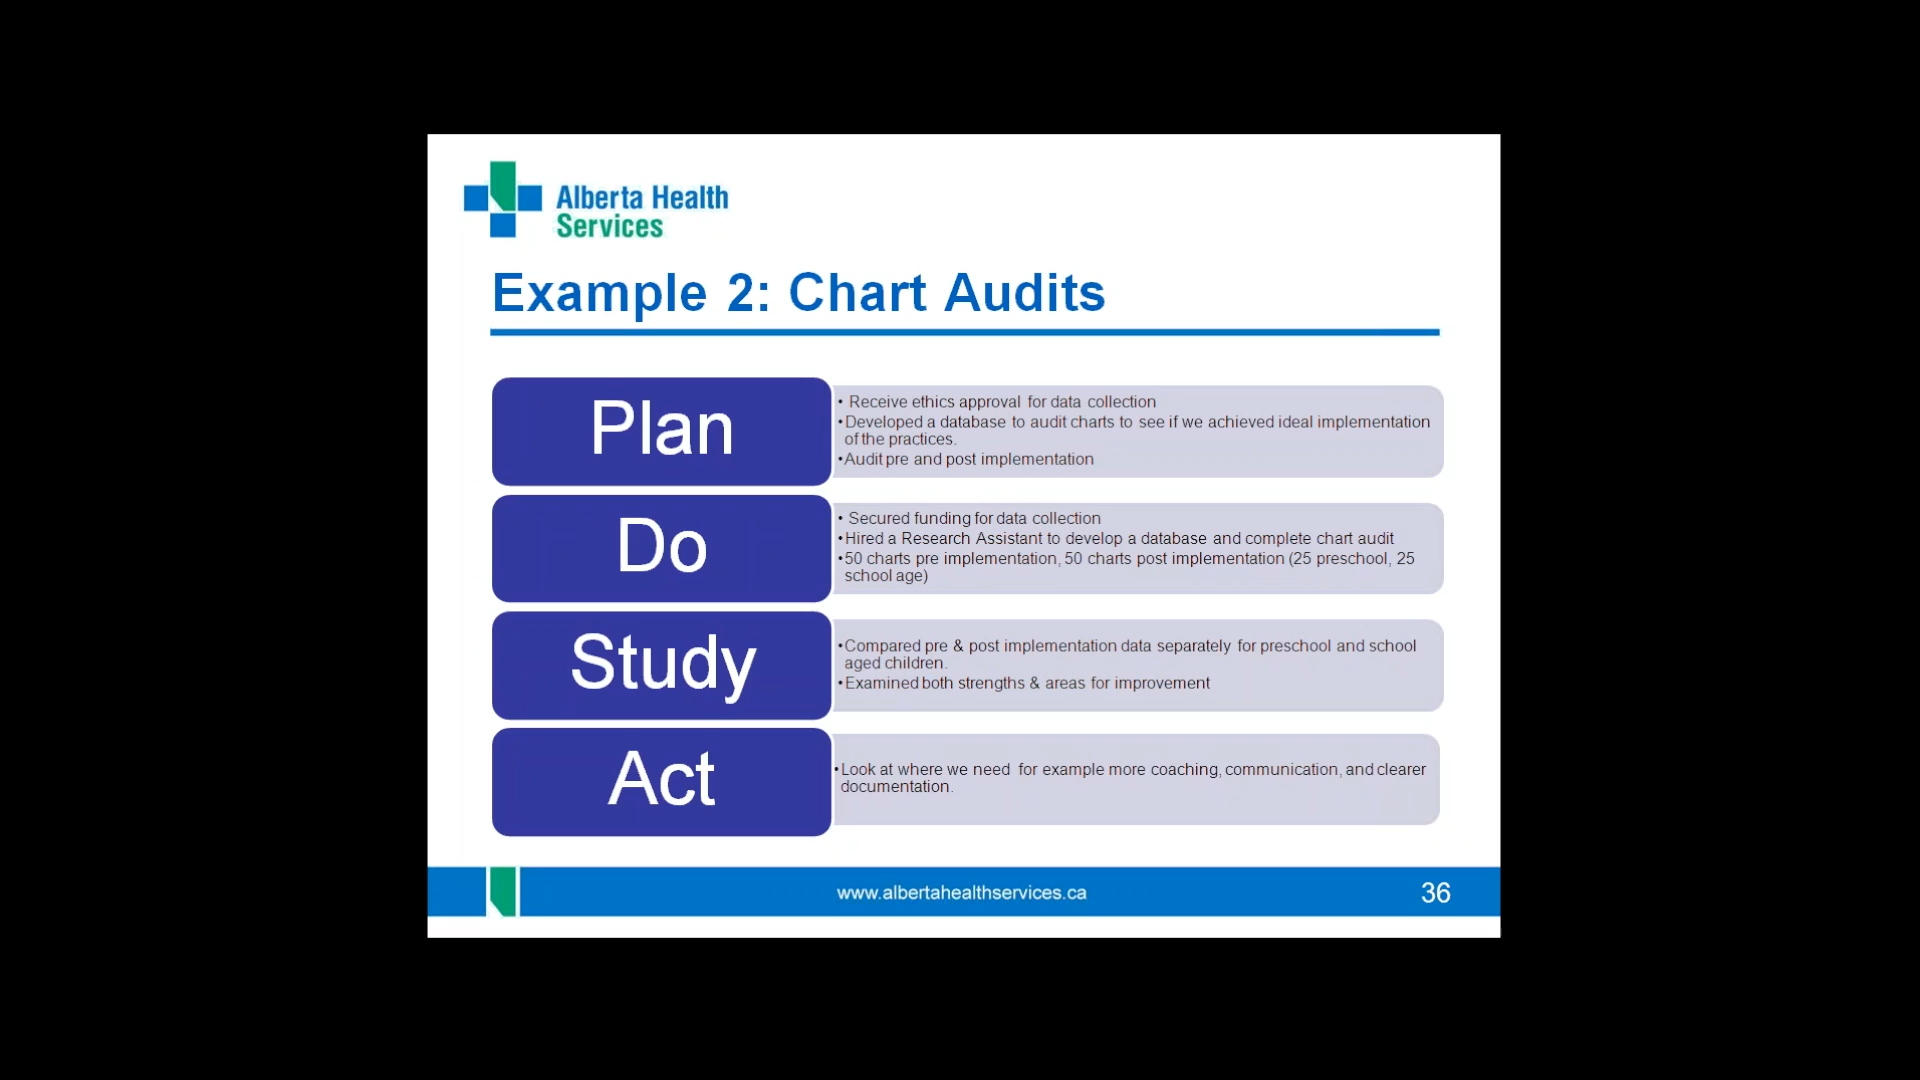 Alberta Health
Services
Example 2: Chart Audits
Plan
• Receive ethics approval for data collection
•Developed a database to audit charts to see if we achieved ideal implementation
of the practices.
•Audit pre and post implementation
Do
• Secured funding for data collection
•Hired a Research Assistant to develop a database and complete chart audit
•50 charts pre implementation, 50 charts post implementation (25 preschool, 25
school age)
Study
•Compared pre & post implementation data separately for preschool and school
aged children.
•Examined both strengths & areas for improvement
Act
•Look at where we need for example more coaching, communication, and clearer
documentation.
www.albertahealthservices.ca
36